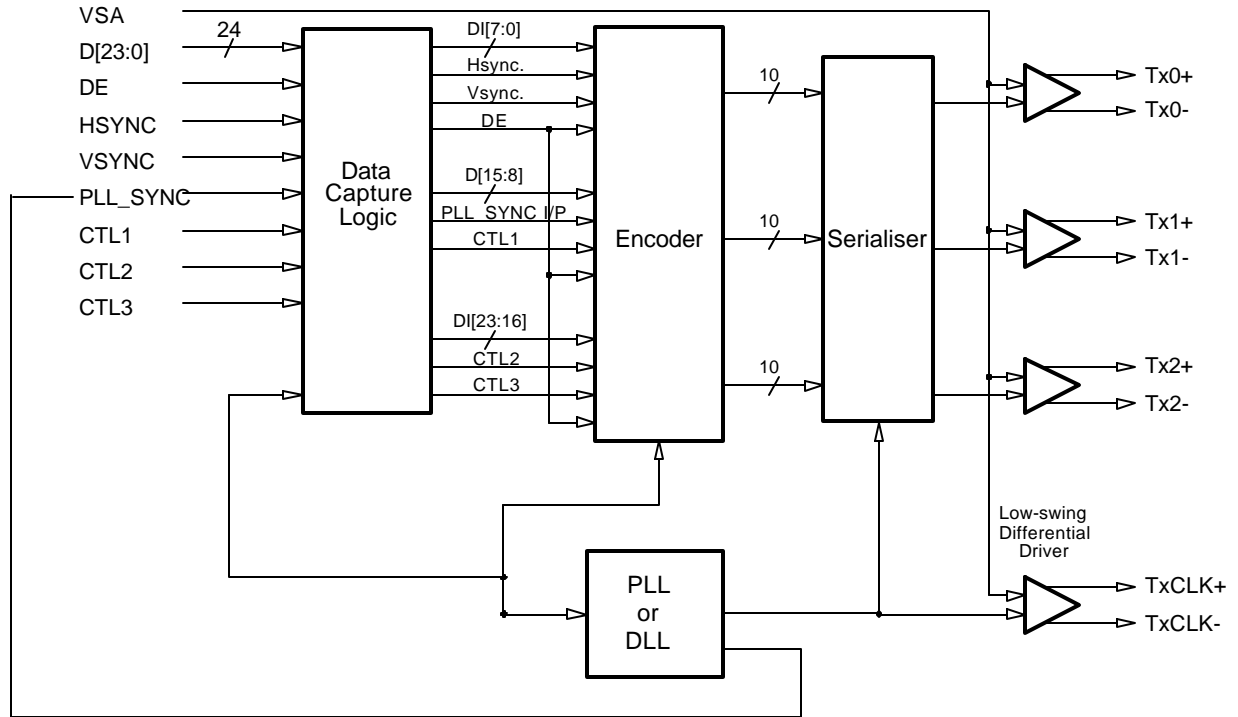 VSA
D[23:0]
24
DE
HSYNC
VSYNC
PLL_SYNC
CTL1
CTL2
CTL3
Data
Capture
Logic
DI[7:0]
Hsync.
Vsync.
DE
D[15:8]
PLL_SYNC I/P
CTL1
DI[23:16]
CTL2
CTL3
Encoder
10
10
10
Serialiser
Tx0+
Tx0-
Tx1+
Tx1-
Tx2+
Tx2-
Low-swing
Differential
Driver
TxCLK+
TxCLK-
PLL
or
DLL